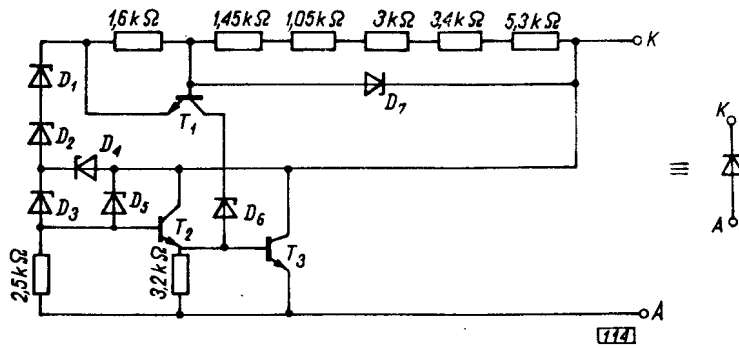 1,6kΩ 1,45kΩ 1,05kΩ 3kΩ 3,4kΩ 5,3kΩ
K
D1
D7
T1
D2
K
D4
D3
D5
T2
D6
T3
≡
A
2,5kΩ
3,2kΩ
A
114